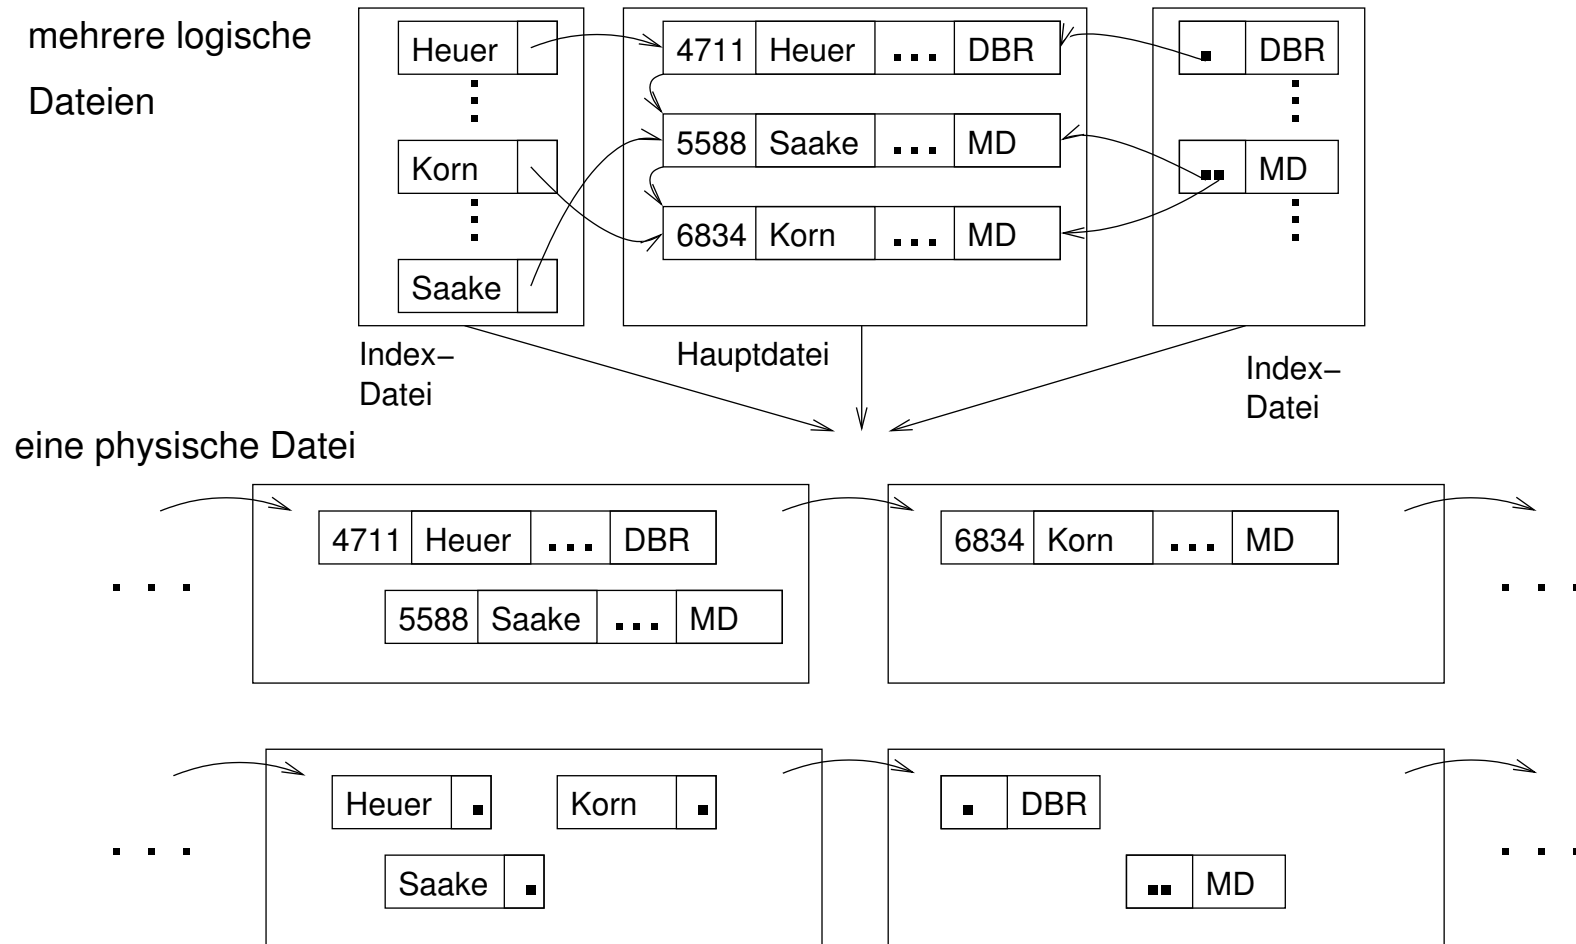 mehrere logische
Dateien
Heuer
Korn
Saake
4711 Heuer ... DBR
5588 Saake ... MD
6834 Korn ... MD
. DBR
.. MD
Index–
Datei
Hauptdatei
Index–
Datei
eine physische Datei
. . .
4711 Heuer ... DBR
5588 Saake ... MD
6834 Korn ... MD
. . .
. . .
Heuer .
Korn .
Saake .
. DBR
.. MD
. . .